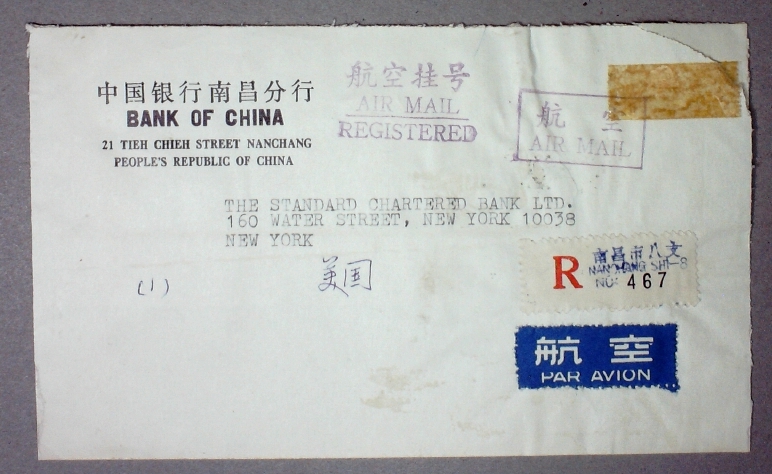 中国银行南昌分行
BANK OF CHINA
21 TIEH CHIEH STREET NANCHANG
PEOPLE'S REPUBLIC OF CHINA
航空挂号
AIR MAIL
REGISTERED
航 空
AIR MAIL
THE STANDARD CHARTERED BANK LTD.
160 WATER STREET, NEW YORK 10038
NEW YORK
(1)
美国
R
南昌市八支
NANCHANG SHI-8
NO: 467
航 空
PAR AVION